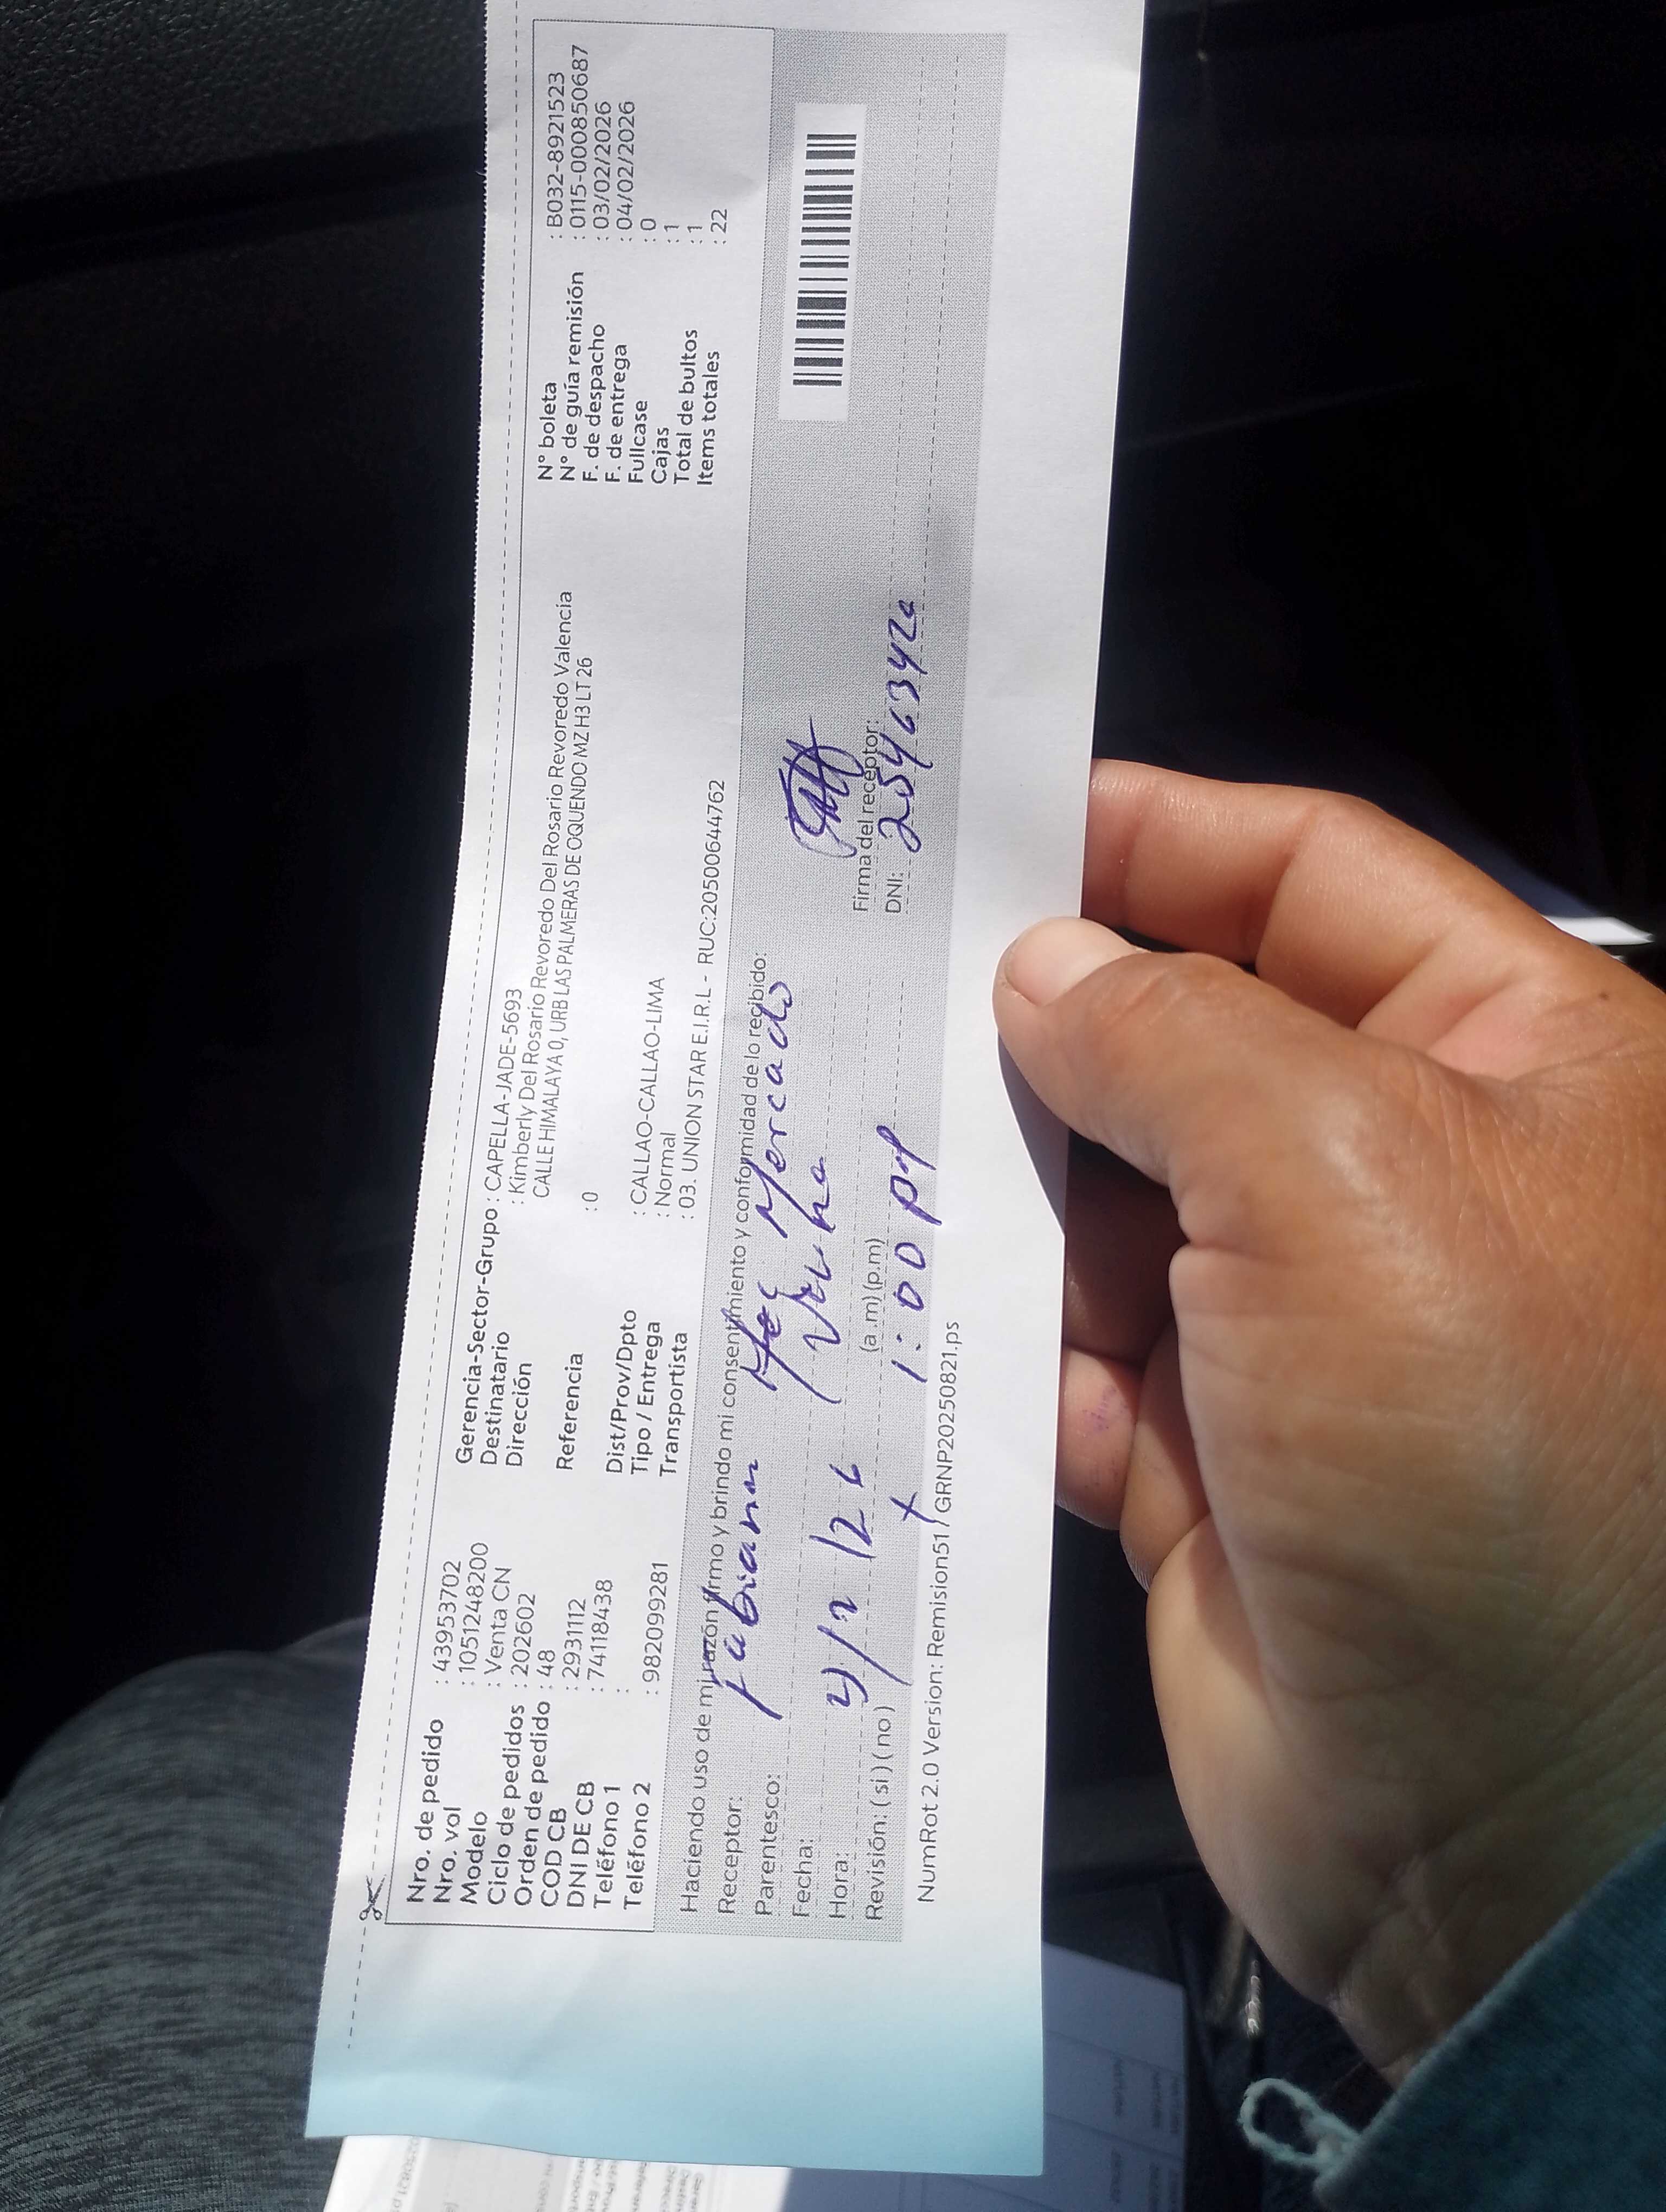 Nro. de pedido : 439953702
Nro. vol : 1051248200
Modelo : Venta CN
Ciclo de pedidos : 202602
Orden de pedido : 48
COD CB : 2931112
DNI DE CB : 74118438
Teléfono 1 :
Teléfono 2 : 982099281
Gerencia-Sector-Grupo : CAPELLA-JADE-5693
Destinatario : Kimberly Del Rosario Revoredo Del Rosario Revoredo Valencia
Dirección CALLE HIMALAYA 0, URB LAS PALMERAS DE OQUENDO MZ H3 LT 26
Referencia : 0
Dist/Prov/Dpto : CALLAO-CALLAO-LIMA
Tipo / Entrega : Normal
Transportista : 03. UNION STAR E.I.R.L - RUC:20500644762
N° boleta : B032-8921523
N° de guía remisión : 0115-0000850687
F. de despacho : 03/02/2026
F. de entrega : 04/02/2026
Fullcase : 0
Cajas : 1
Total de bultos : 1
Items totales : 22
Haciendo uso de mi razón firmo y brindo mi consentimiento y conformidad de lo recibido:
Receptor: Fabiann Mercado
Parentesco:
Fecha: 4/2/26
Hora: (a.m) (p.m) 1:00 PM
Revisión: ( si ) ( no )
Firma del receptor:
DNI: 25463420
NumRot 2.0 Version: Remision51 / GRNP20250821.ps